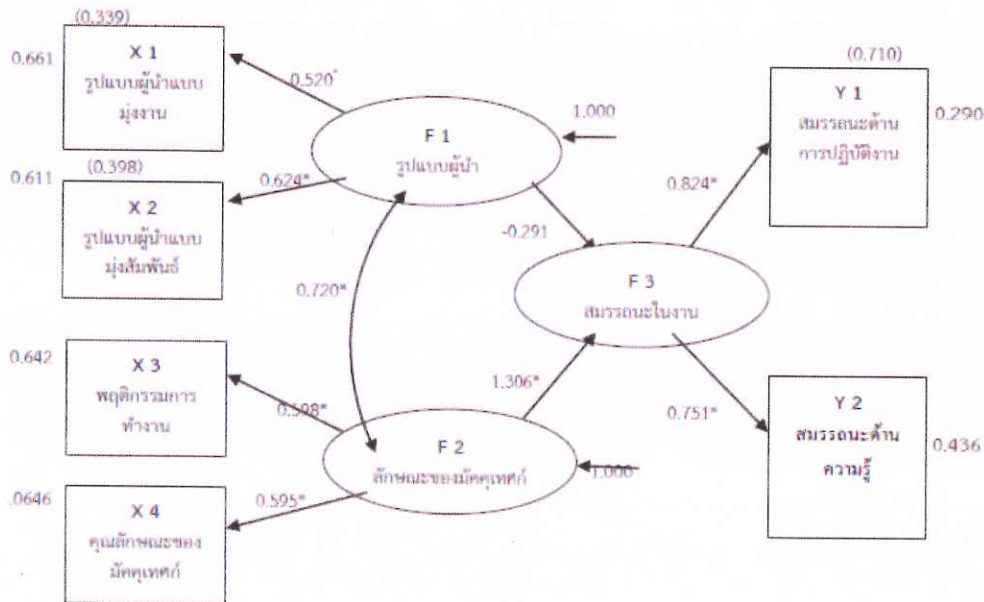 (0.339)
0.661
X 1
รูปแบบผู้นำแบบ
มุ่งงาน
0.520*
(0.398)
0.611
X 2
รูปแบบผู้นำแบบ
มุ่งสัมพันธ์
0.624*
F 1
รูปแบบผู้นำ
1.000
-0.291
0.720*
F 3
สมรรถนะในงาน
(0.710)
Y 1
สมรรถนะด้าน
การปฏิบัติงาน
0.290
0.824*
0.642
X 3
พฤติกรรมการ
ทำงาน
0.598*
1.306*
F 2
ลักษณะของมัคคุเทศก์
1.000
0.751*
Y 2
สมรรถนะด้าน
ความรู้
0.436
.0646
X 4
คุณลักษณะของ
มัคคุเทศก์
0.595*